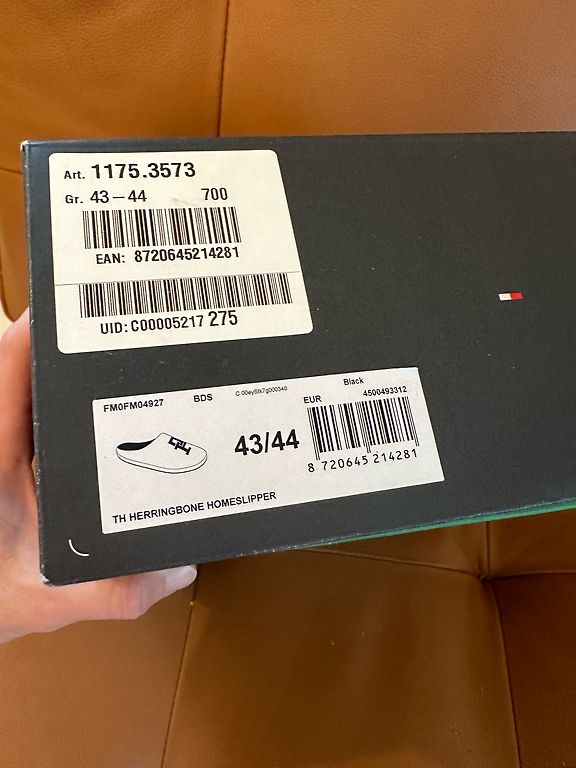 Art. 1175.3573
Gr. 43-44 700
EAN: 8720645214281
UID: C00005217 275
FM0FM04927 BDS
Black
EUR 4500493312
43/44
8 720645 214281
TH HERRINGBONE HOMESLIPPER